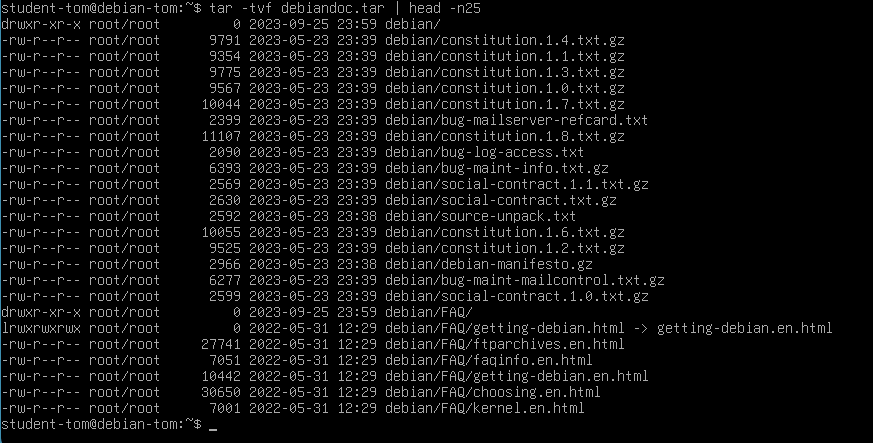 student-tom@debian-tom:~$ tar -tvf debiandoc.tar | head -n25
drwxr-xr-x root/root         0 2023-09-25 23:59 debian/
-rw-r--r-- root/root      9791 2023-05-23 23:39 debian/constitution.1.4.txt.gz
-rw-r--r-- root/root      9354 2023-05-23 23:39 debian/constitution.1.1.txt.gz
-rw-r--r-- root/root      9775 2023-05-23 23:39 debian/constitution.1.3.txt.gz
-rw-r--r-- root/root      9567 2023-05-23 23:39 debian/constitution.1.0.txt.gz
-rw-r--r-- root/root     10044 2023-05-23 23:39 debian/constitution.1.7.txt.gz
-rw-r--r-- root/root      2399 2023-05-23 23:39 debian/bug-mailserver-refcard.txt
-rw-r--r-- root/root     11107 2023-05-23 23:39 debian/constitution.1.8.txt.gz
-rw-r--r-- root/root      2090 2023-05-23 23:39 debian/bug-log-access.txt
-rw-r--r-- root/root      6393 2023-05-23 23:39 debian/bug-maint-info.txt.gz
-rw-r--r-- root/root      2569 2023-05-23 23:39 debian/social-contract.1.1.txt.gz
-rw-r--r-- root/root      2630 2023-05-23 23:39 debian/social-contract.txt.gz
-rw-r--r-- root/root      2592 2023-05-23 23:38 debian/source-unpack.txt
-rw-r--r-- root/root     10055 2023-05-23 23:39 debian/constitution.1.6.txt.gz
-rw-r--r-- root/root      9525 2023-05-23 23:39 debian/constitution.1.2.txt.gz
-rw-r--r-- root/root      2966 2023-05-23 23:38 debian/debian-manifesto.gz
-rw-r--r-- root/root      6277 2023-05-23 23:39 debian/bug-maint-mailcontrol.txt.gz
-rw-r--r-- root/root      2599 2023-05-23 23:39 debian/social-contract.1.0.txt.gz
drwxr-xr-x root/root         0 2023-09-25 23:59 debian/FAQ/
lrwxrwxrwx root/root         0 2022-05-31 12:29 debian/FAQ/getting-debian.html -> getting-debian.en.html
-rw-r--r-- root/root     27741 2022-05-31 12:29 debian/FAQ/ftparchives.en.html
-rw-r--r-- root/root      7051 2022-05-31 12:29 debian/FAQ/faqinfo.en.html
-rw-r--r-- root/root     10442 2022-05-31 12:29 debian/FAQ/getting-debian.en.html
-rw-r--r-- root/root     30650 2022-05-31 12:29 debian/FAQ/choosing.en.html
-rw-r--r-- root/root      7001 2022-05-31 12:29 debian/FAQ/kernel.en.html
student-tom@debian-tom:~$ _